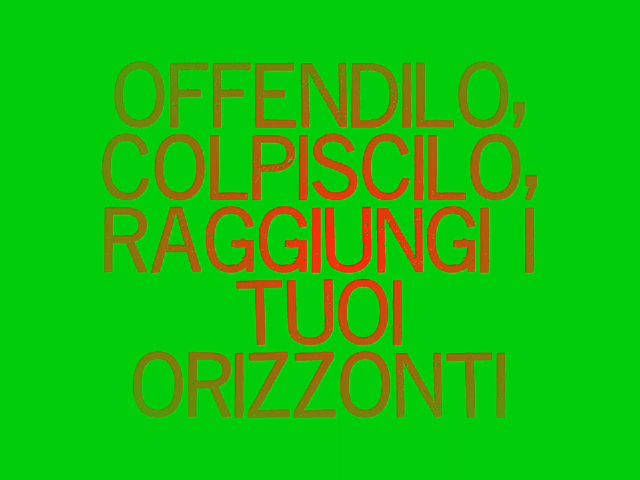 OFFENDILO,
COLPISCILO,
RAGGIUNGI I
TUOI
ORIZZONTI